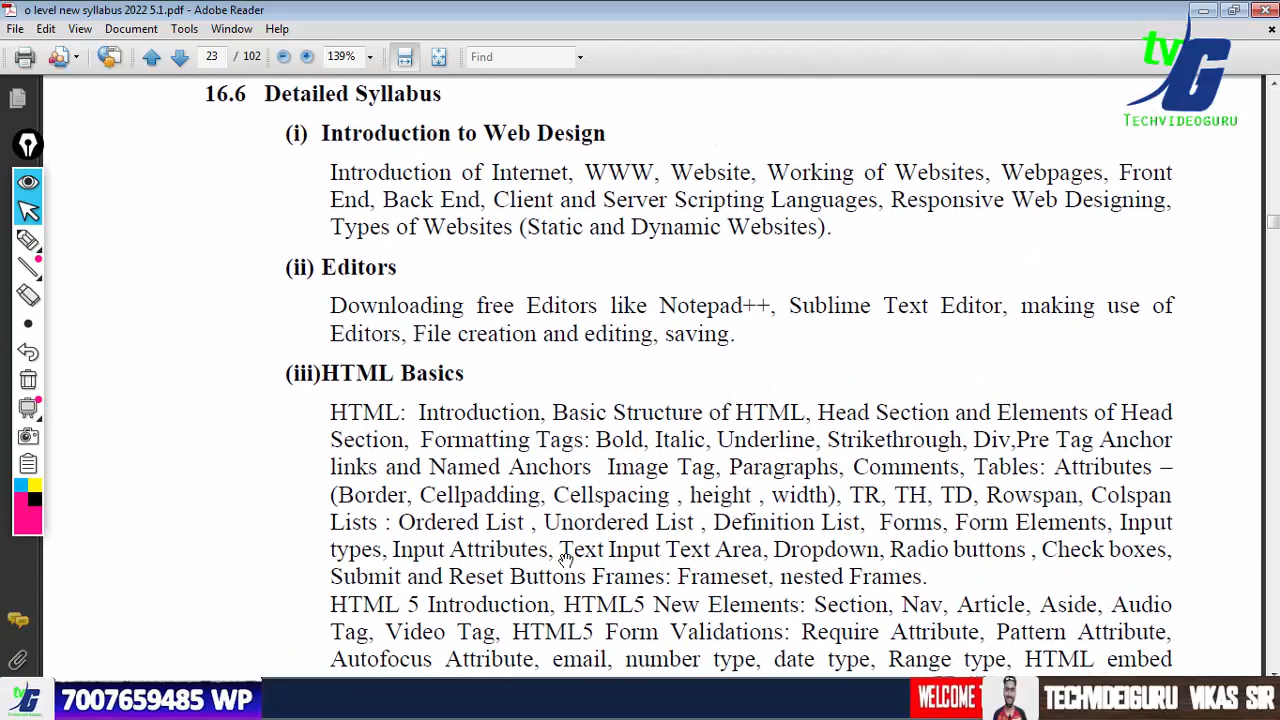 o level new syllabus 2022 5.1.pdf - Adobe Reader
File Edit View Document Tools Window Help
23 / 102 139% Find
tv G
TECHVIDEOGURU
16.6 Detailed Syllabus
(i) Introduction to Web Design
Introduction of Internet, WWW, Website, Working of Websites, Webpages, Front
End, Back End, Client and Server Scripting Languages, Responsive Web Designing,
Types of Websites (Static and Dynamic Websites).
(ii) Editors
Downloading free Editors like Notepad++, Sublime Text Editor, making use of
Editors, File creation and editing, saving.
(iii)HTML Basics
HTML: Introduction, Basic Structure of HTML, Head Section and Elements of Head
Section, Formatting Tags: Bold, Italic, Underline, Strikethrough, Div,Pre Tag Anchor
links and Named Anchors Image Tag, Paragraphs, Comments, Tables: Attributes –
(Border, Cellpadding, Cellspacing , height , width), TR, TH, TD, Rowspan, Colspan
Lists : Ordered List , Unordered List , Definition List, Forms, Form Elements, Input
types, Input Attributes, Text Input Text Area, Dropdown, Radio buttons , Check boxes,
Submit and Reset Buttons Frames: Frameset, nested Frames.
HTML 5 Introduction, HTML5 New Elements: Section, Nav, Article, Aside, Audio
Tag, Video Tag, HTML5 Form Validations: Require Attribute, Pattern Attribute,
Autofocus Attribute, email, number type, date type, Range type, HTML embed
tv G 7007659485 WP WELCOME T VIKAS SIR